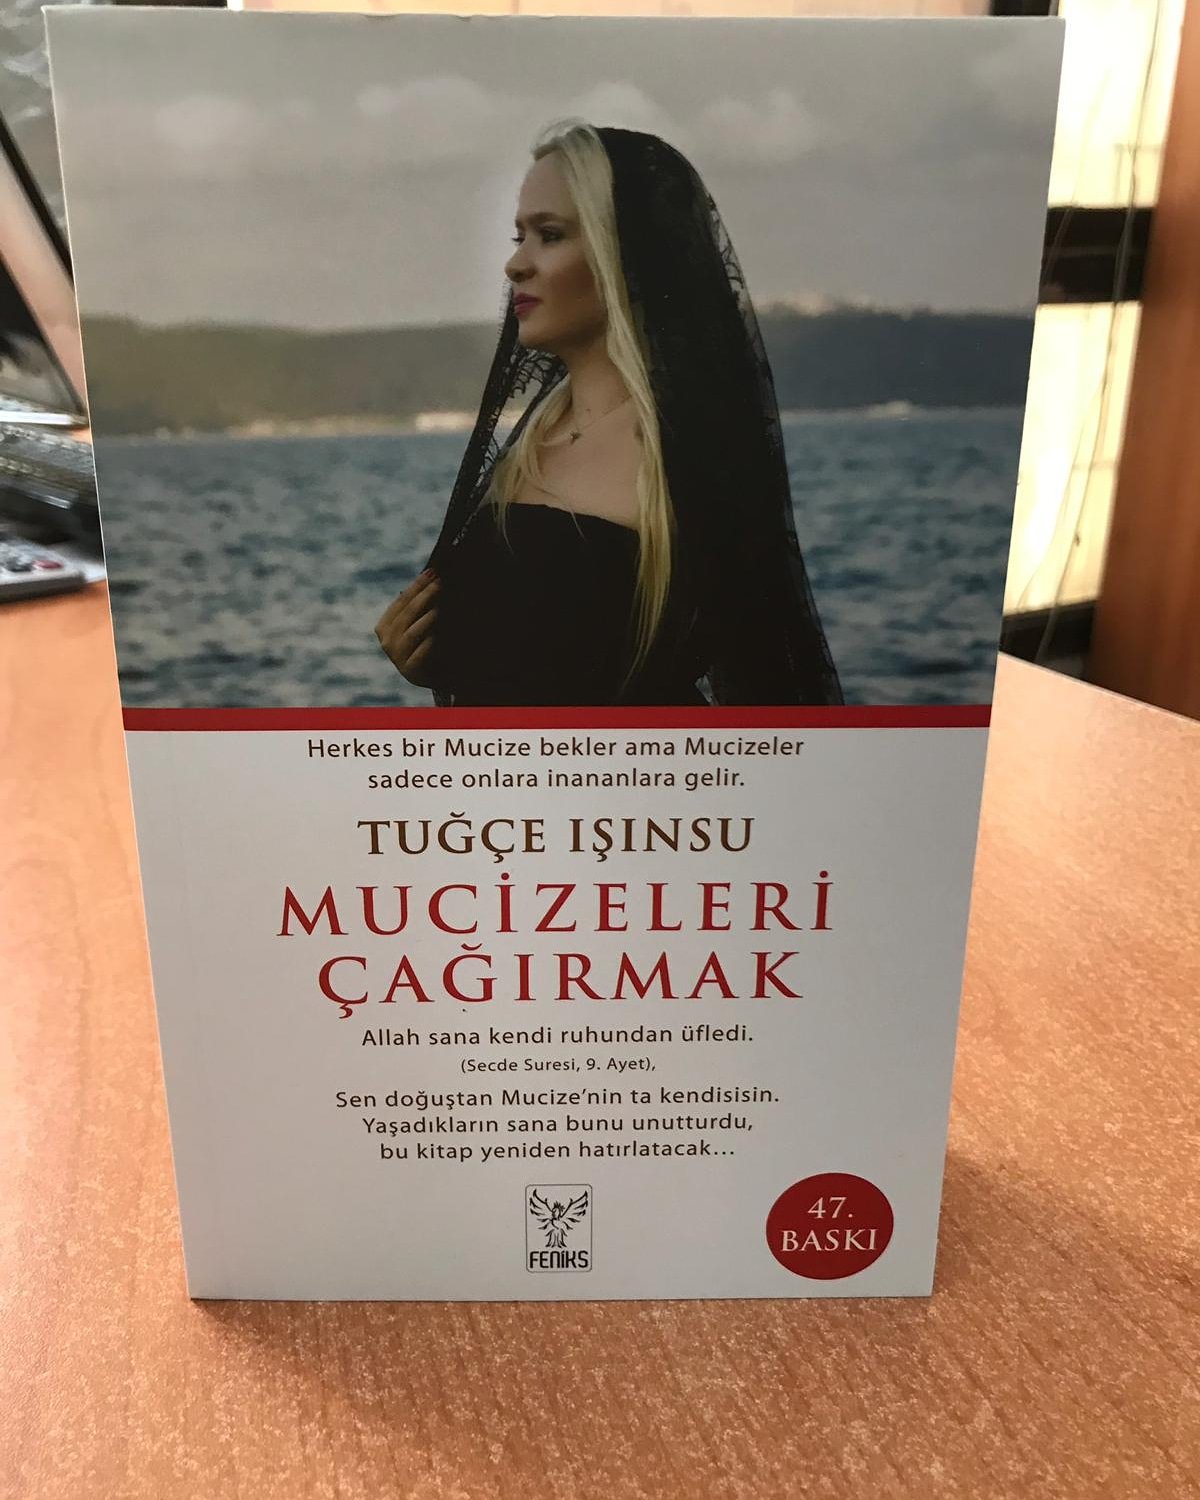 Herkes bir Mucize bekler ama Mucizeler
sadece onlara inananlara gelir.
TUĞÇE IŞINSU
MUCİZELERİ
ÇAĞIRMAK
Allah sana kendi ruhundan üfledi.
(Secde Suresi, 9. Ayet),
Sen doğuştan Mucize’nin ta kendisisin.
Yaşadıkların sana bunu unutturdu,
bu kitap yeniden hatırlatacak...
FENİKS
47.
BASKI